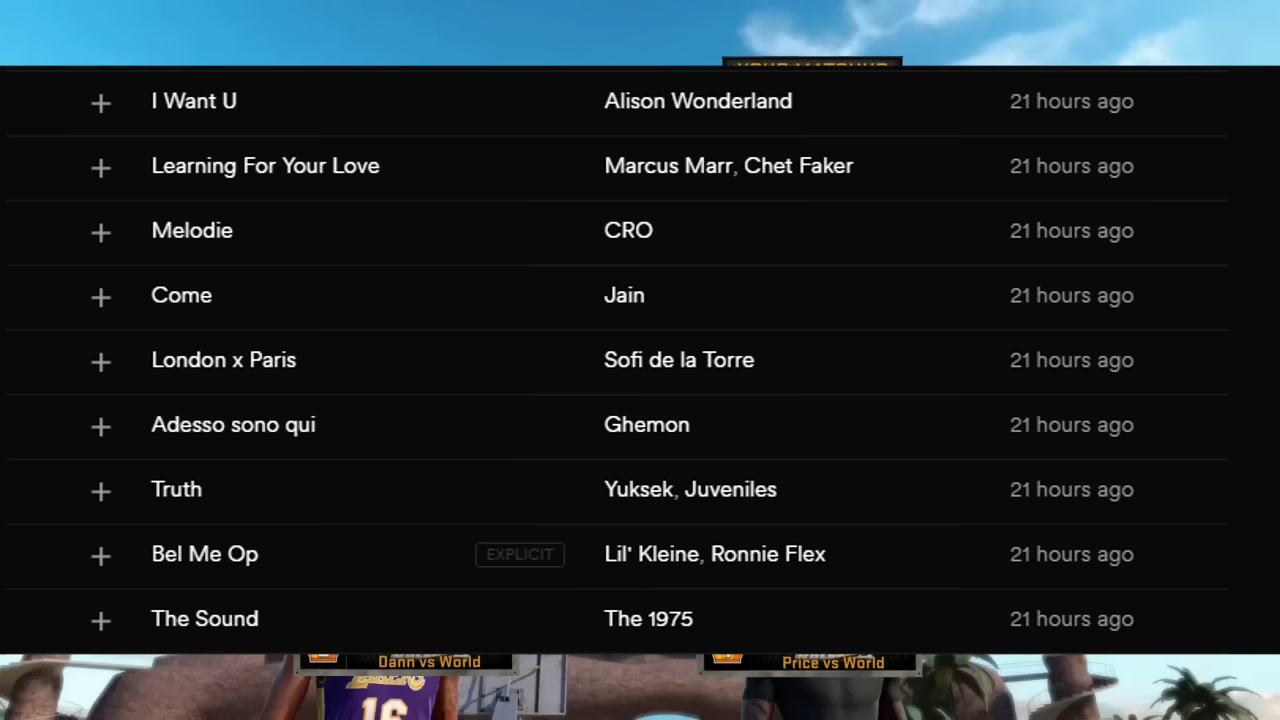 YOUR MATCHUP
I Want U Alison Wonderland 21 hours ago
Learning For Your Love Marcus Marr, Chet Faker 21 hours ago
Melodie CRO 21 hours ago
Come Jain 21 hours ago
London x Paris Sofi de la Torre 21 hours ago
Adesso sono qui Ghemon 21 hours ago
Truth Yuksek, Juveniles 21 hours ago
Bel Me Op EXPLICIT Lil' Kleine, Ronnie Flex 21 hours ago
The Sound The 1975 21 hours ago
Dann vs World Price vs World
16